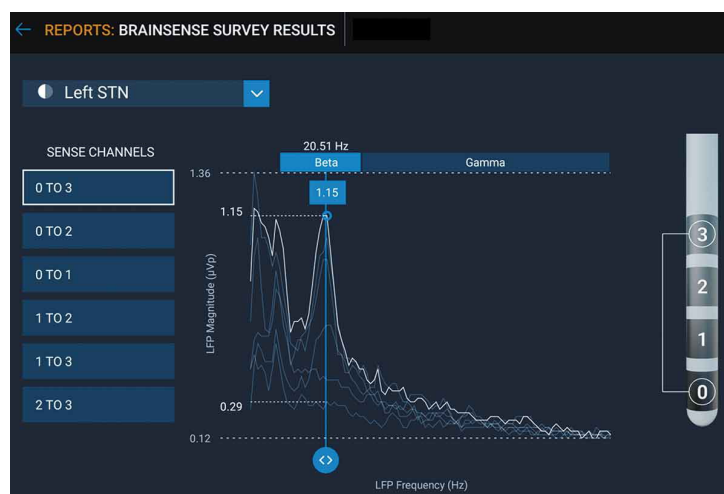 REPORTS: BRAINSENSE SURVEY RESULTS
Left STN
SENSE CHANNELS
0 TO 3
0 TO 2
0 TO 1
1 TO 2
1 TO 3
2 TO 3
20.51 Hz
Beta
Gamma
1.36
1.15
1.15
LFP Magnitude (μVp)
0.29
0.12
LFP Frequency (Hz)
3
2
1
0